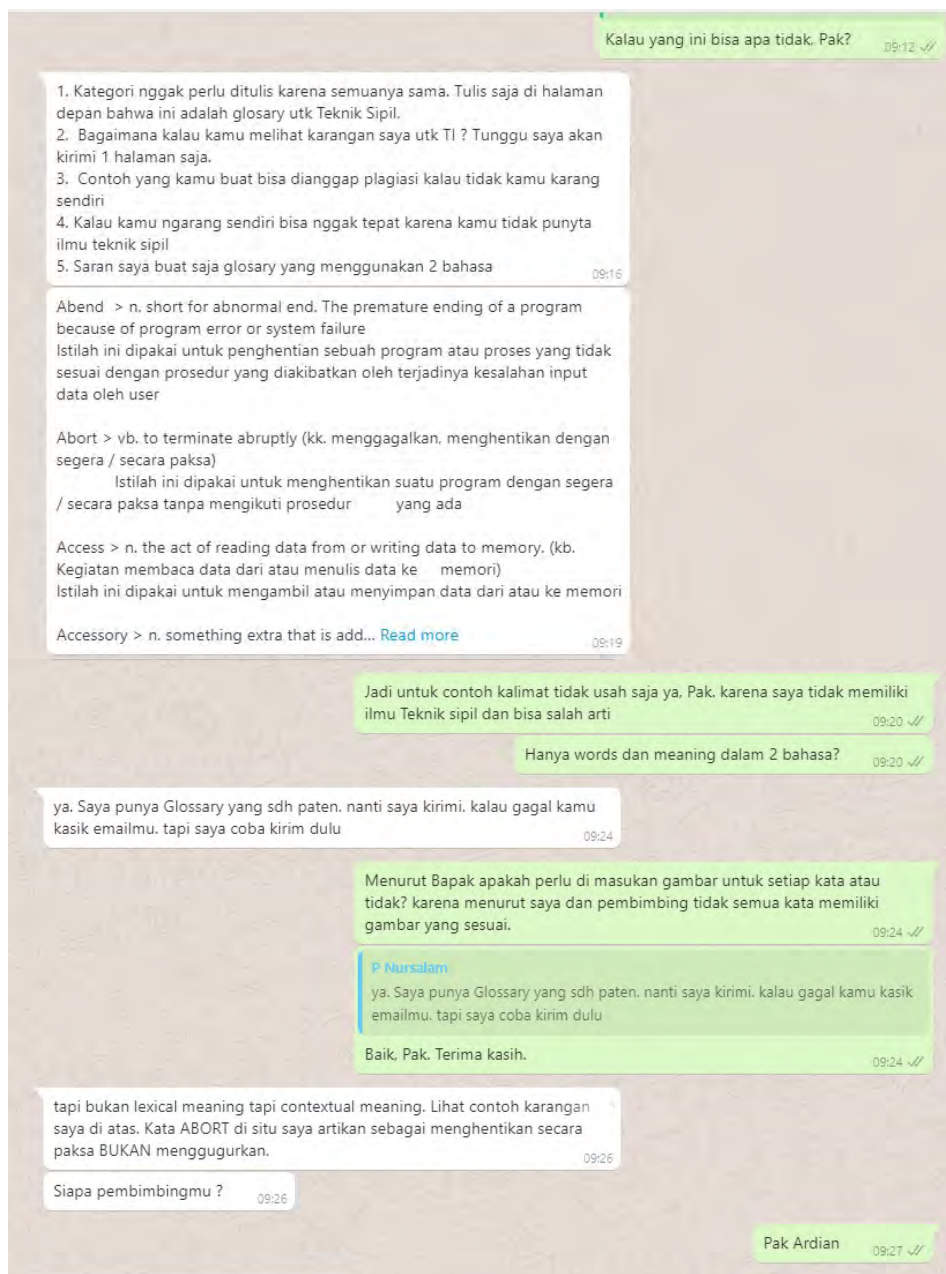 Kalau yang ini bisa apa tidak, Pak?
09:12
1. Kategori nggak perlu ditulis karena semuanya sama. Tulis saja di halaman
depan bahwa ini adalah glosary utk Teknik Sipil.
2. Bagaimana kalau kamu melihat karangan saya utk TI ? Tunggu saya akan
kirimi 1 halaman saja.
3. Contoh yang kamu buat bisa dianggap plagiasi kalau tidak kamu karang
sendiri
4. Kalau kamu ngarang sendiri bisa nggak tepat karena kamu tidak punyta
ilmu teknik sipil
5. Saran saya buat saja glosary yang menggunakan 2 bahasa
09:16
Abend > n. short for abnormal end. The premature ending of a program
because of program error or system failure
Istilah ini dipakai untuk penghentian sebuah program atau proses yang tidak
sesuai dengan prosedur yang diakibatkan oleh terjadinya kesalahan input
data oleh user
Abort > vb. to terminate abruptly (kk. menggagalkan, menghentikan dengan
segera / secara paksa)
Istilah ini dipakai untuk menghentikan suatu program dengan segera
/ secara paksa tanpa mengikuti prosedur yang ada
Access > n. the act of reading data from or writing data to memory. (kb.
Kegiatan membaca data dari atau menulis data ke memori)
Istilah ini dipakai untuk mengambil atau menyimpan data dari atau ke memori
Accessory > n. something extra that is add... Read more
09:19
Jadi untuk contoh kalimat tidak usah saja ya, Pak. karena saya tidak memiliki
ilmu Teknik sipil dan bisa salah arti
09:20
Hanya words dan meaning dalam 2 bahasa?
09:20
ya. Saya punya Glossary yang sdh paten. nanti saya kirimi. kalau gagal kamu
kasik emailmu. tapi saya coba kirim dulu
09:24
Menurut Bapak apakah perlu di masukan gambar untuk setiap kata atau
tidak? karena menurut saya dan pembimbing tidak semua kata memiliki
gambar yang sesuai.
09:24
P Nursalam
ya. Saya punya Glossary yang sdh paten. nanti saya kirimi. kalau gagal kamu kasik
emailmu. tapi saya coba kirim dulu
Baik, Pak. Terima kasih.
09:24
tapi bukan lexical meaning tapi contextual meaning. Lihat contoh karangan
saya di atas. Kata ABORT di situ saya artikan sebagai menghentikan secara
paksa BUKAN menggugurkan.
09:26
Siapa pembimbingmu ?
09:26
Pak Ardian
09:27